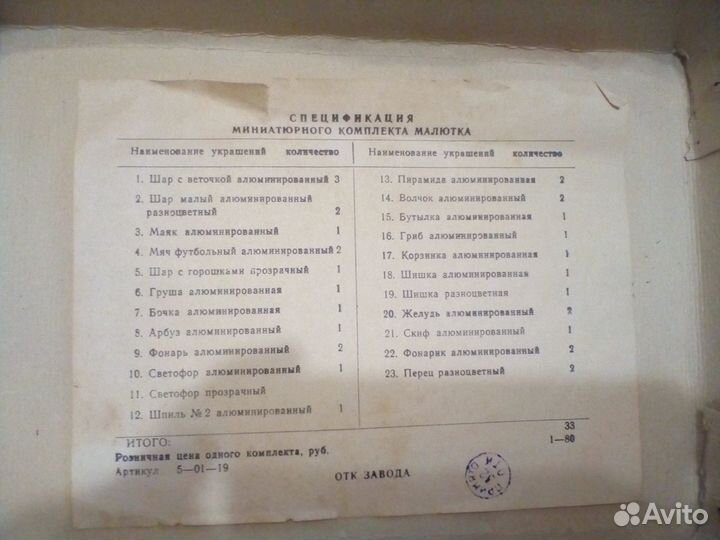 СПЕЦИФИКАЦИЯ
МИНИАТЮРНОГО КОМПЛЕКТА МАЛЮТКА
Наименование украшений количество
1. Шар с веточкой алюминированный 3
2. Шар малый алюминированный
разноцветный 2
3. Маяк алюминированный 1
4. Мяч футбольный алюминированный 2
5. Шар с горошками прозрачный 1
6. Груша алюминированная 1
7. Бочка алюминированная 1
8. Арбуз алюминированный 1
9. Фонарь алюминированный 2
10. Светофор алюминированный 1
11. Светофор прозрачный
12. Шпиль № 2 алюминированный 1
Наименование украшений количество
13. Пирамида алюминированная 2
14. Волчок алюминированный 2
15. Бутылка алюминированная 1
16. Гриб алюминированный 1
17. Корзинка алюминированная 1
18. Шишка алюминированная 1
19. Шишка разноцветная 1
20. Желудь алюминированный 2
21. Скиф алюминированный 1
22. Фонарик алюминированный 2
23. Перец разноцветный 2
ИТОГО: 33
Розничная цена одного комплекта, руб. 1—80
Артикул 5—01—19
ОТК ЗАВОДА
Avito